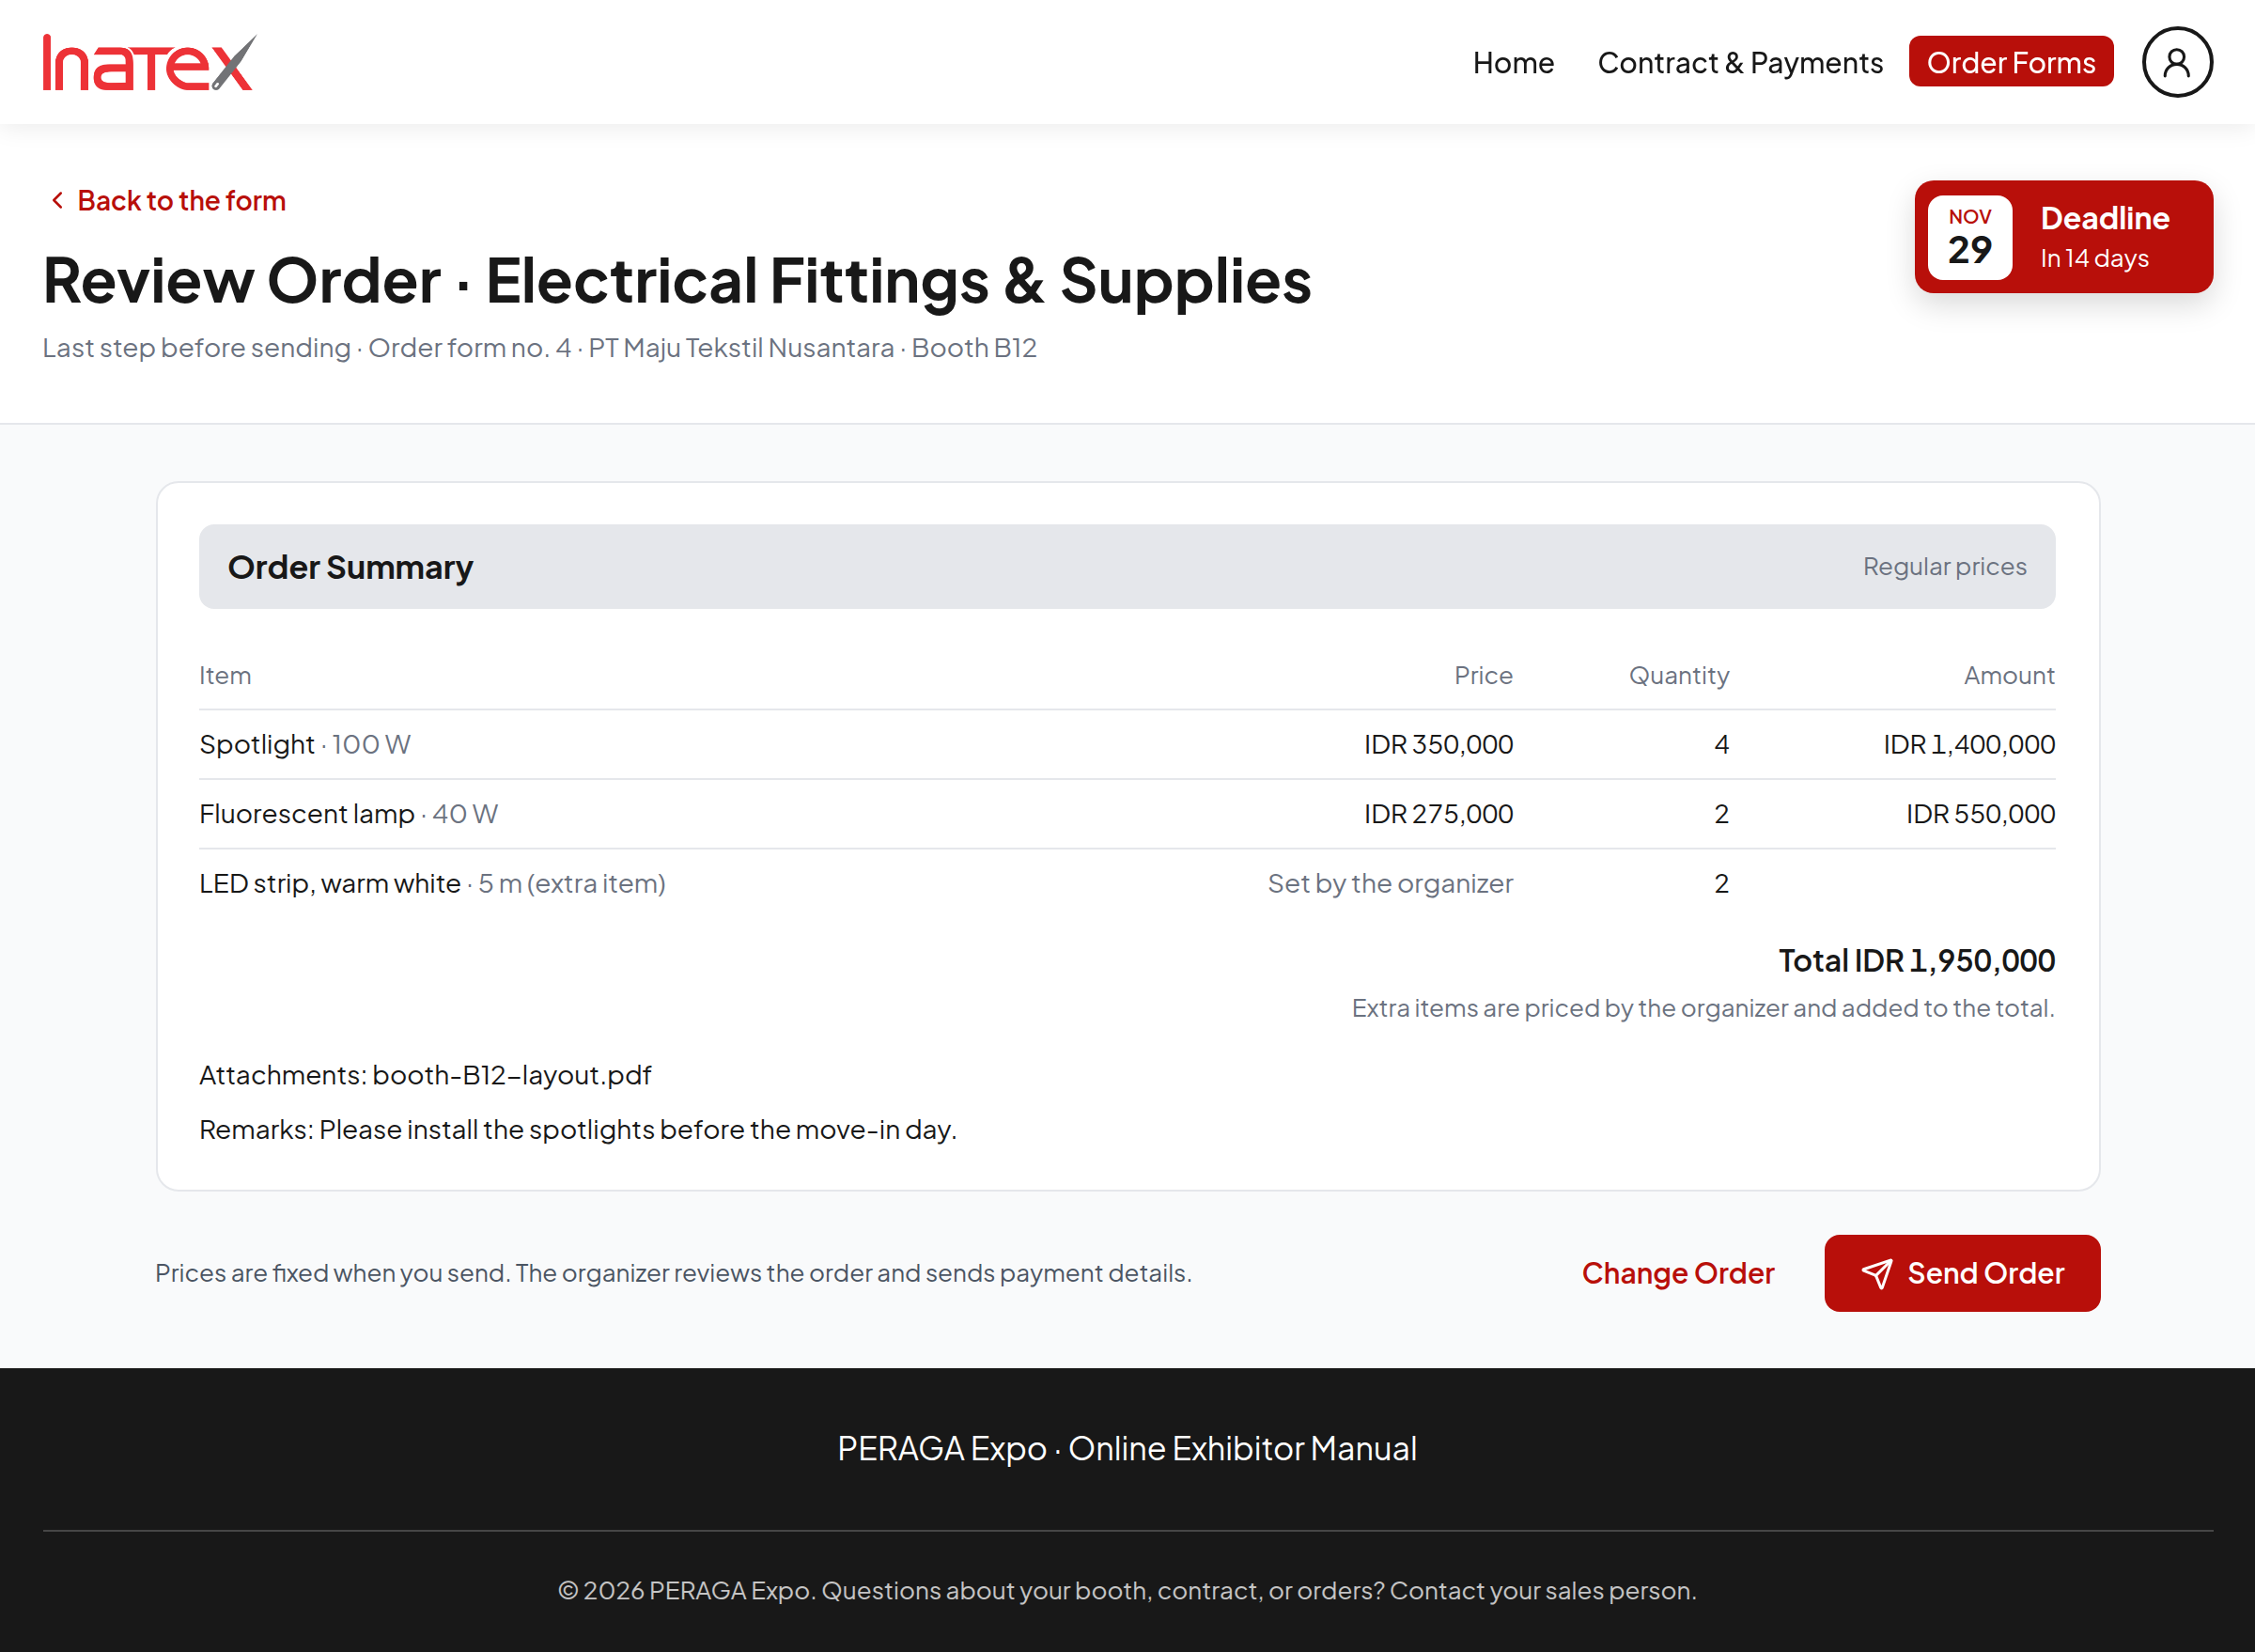 Inatex
Home Contract & Payments Order Forms
Back to the form
NOV
29
Deadline
In 14 days
Review Order · Electrical Fittings & Supplies
Last step before sending · Order form no. 4 · PT Maju Tekstil Nusantara · Booth B12
Order Summary Regular prices
Item Price Quantity Amount
Spotlight · 100 W IDR 350,000 4 IDR 1,400,000
Fluorescent lamp · 40 W IDR 275,000 2 IDR 550,000
LED strip, warm white · 5 m (extra item) Set by the organizer 2
Total IDR 1,950,000
Extra items are priced by the organizer and added to the total.
Attachments: booth-B12-layout.pdf
Remarks: Please install the spotlights before the move-in day.
Prices are fixed when you send. The organizer reviews the order and sends payment details.
Change Order Send Order
PERAGA Expo · Online Exhibitor Manual
© 2026 PERAGA Expo. Questions about your booth, contract, or orders? Contact your sales person.